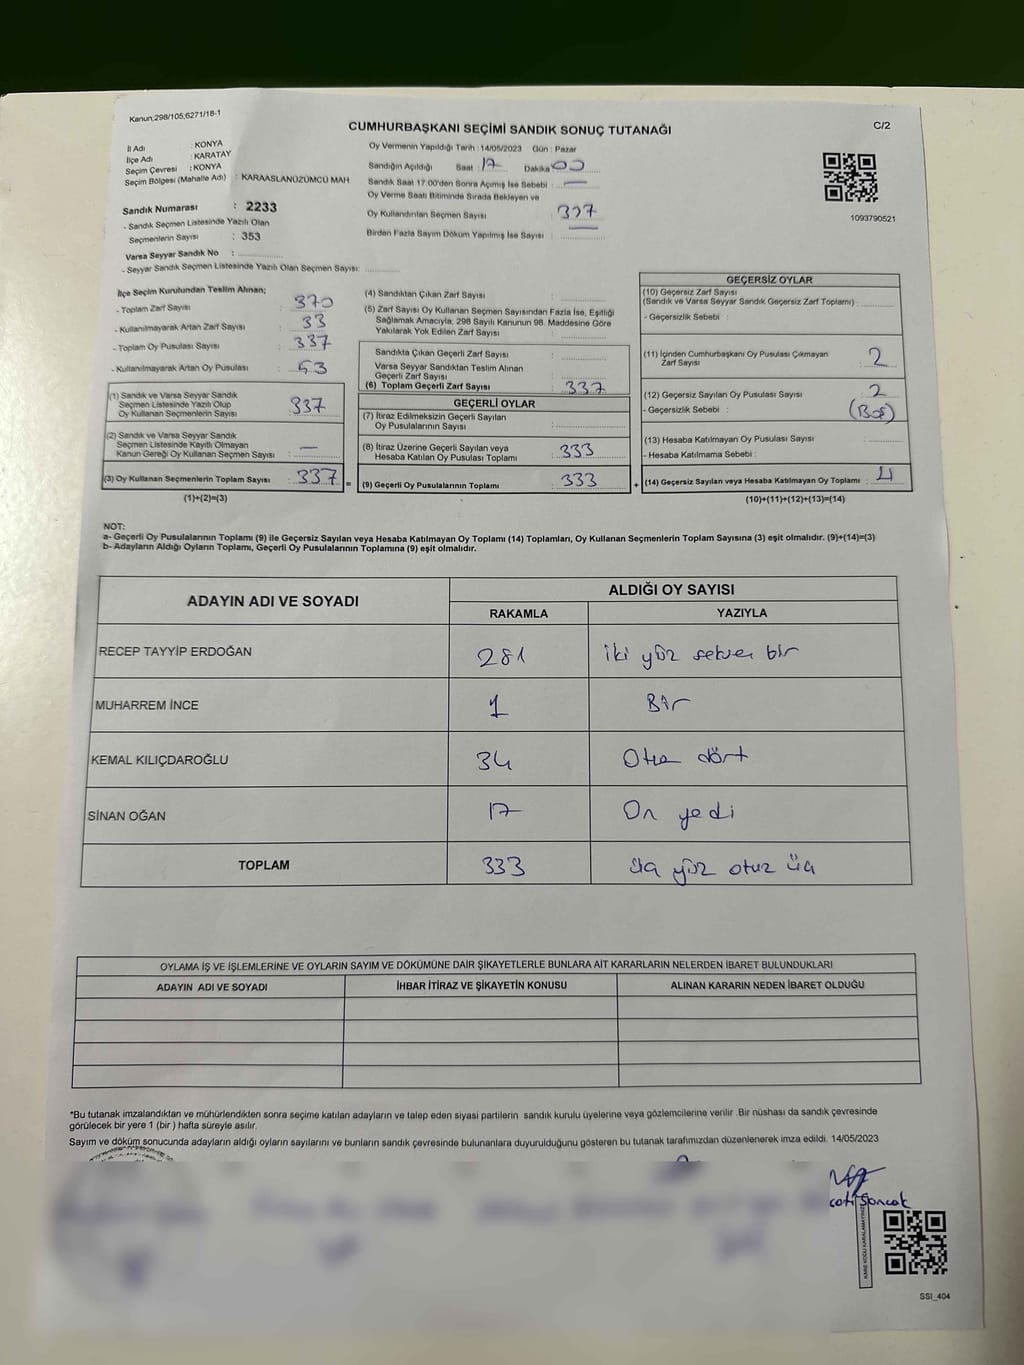 Kanun;298/105;6271/18-1
C/2
CUMHURBAŞKANI SEÇİMİ SANDIK SONUÇ TUTANAĞI
İl Adı : KONYA
İlçe Adı : KARATAY
Seçim Çevresi : KONYA
Seçim Bölgesi (Mahalle Adı) : KARAASLANÜZÜMCÜ MAH.
Sandık Numarası : 2233
- Sandık Seçmen Listesinde Yazılı Olan
Seçmenlerin Sayısı : 353
Varsa Seyyar Sandık No :
- Seyyar Sandık Seçmen Listesinde Yazılı Olan Seçmen Sayısı:
Oy Vermenin Yapıldığı Tarih :14/05/2023 Gün : Pazar
Sandığın Açıldığı Saat : 17 Dakika : 00
Sandık Saat 17:00'den Sonra Açımış İse Sebebi : —
Oy Verme Saati Bitiminde Sırada Bekleyen ve
Oy Kullandırılan Seçmen Sayısı : 337
Birden Fazla Sayım Döküm Yapılmış İse Sayısı :
1093790521
İlçe Seçim Kurulundan Teslim Alınan;
- Toplam Zarf Sayısı : 370
- Kullanılmayarak Artan Zarf Sayısı : 33
- Toplam Oy Pusulası Sayısı : 337
- Kullanılmayarak Artan Oy Pusulası : 53
(1) Sandık ve Varsa Seyyar Sandık
Seçmen Listesinde Yazılı Olup
Oy Kullanan Seçmenlerin Sayısı : 337
(2) Sandık ve Varsa Seyyar Sandık
Seçmen Listesinde Kayıtlı Olmayan
Kanun Gereği Oy Kullanan Seçmen Sayısı : —
(3) Oy Kullanan Seçmenlerin Toplam Sayısı : 337
(1)+(2)=(3)
=
(4) Sandıktan Çıkan Zarf Sayısı :
(5) Zarf Sayısı Oy Kullanan Seçmen Sayısından Fazla İse, Eşitliği
Sağlamak Amacıyla; 298 Sayılı Kanunun 98. Maddesine Göre
Yakılarak Yok Edilen Zarf Sayısı :
Sandıkta Çıkan Geçerli Zarf Sayısı :
Varsa Seyyar Sandıktan Teslim Alınan
Geçerli Zarf Sayısı :
(6) Toplam Geçerli Zarf Sayısı : 337
GEÇERLİ OYLAR
(7) İtiraz Edilmeksizin Geçerli Sayılan
Oy Pusulalarının Sayısı :
(8) İtiraz Üzerine Geçerli Sayılan veya
Hesaba Katılan Oy Pusulası Toplamı : 333
(9) Geçerli Oy Pusulalarının Toplamı : 333
+
GEÇERSİZ OYLAR
(10) Geçersiz Zarf Sayısı
(Sandık ve Varsa Seyyar Sandık Geçersiz Zarf Toplamı) :
- Geçersizlik Sebebi :
(11) İçinden Cumhurbaşkanı Oy Pusulası Çıkmayan
Zarf Sayısı : 2
(12) Geçersiz Sayılan Oy Pusulası Sayısı : 2
- Geçersizlik Sebebi : (Boş)
(13) Hesaba Katılmayan Oy Pusulası Sayısı :
- Hesaba Katılmama Sebebi :
(14) Geçersiz Sayılan veya Hesaba Katılmayan Oy Toplamı : 4
(10)+(11)+(12)+(13)=(14)
NOT:
a- Geçerli Oy Pusulalarının Toplamı (9) ile Geçersiz Sayılan veya Hesaba Katılmayan Oy Toplamı (14) Toplamları, Oy Kullanan Seçmenlerin Toplam Sayısına (3) eşit olmalıdır. (9)+(14)=(3)
b- Adayların Aldığı Oyların Toplamı, Geçerli Oy Pusulalarının Toplamına (9) eşit olmalıdır.
ADAYIN ADI VE SOYADI
ALDIĞI OY SAYISI
RAKAMLA YAZIYLA
RECEP TAYYİP ERDOĞAN 281 iki yüz seksen bir
MUHARREM İNCE 1 Bir
KEMAL KILIÇDAROĞLU 34 Otuz dört
SİNAN OĞAN 17 On yedi
TOPLAM 333 üç yüz otuz üç
OYLAMA İŞ VE İŞLEMLERİNE VE OYLARIN SAYIM VE DÖKÜMÜNE DAİR ŞİKAYETLERLE BUNLARA AİT KARARLARIN NELERDEN İBARET BULUNDUKLARI
ADAYIN ADI VE SOYADI İHBAR İTİRAZ VE ŞİKAYETİN KONUSU ALINAN KARARIN NEDEN İBARET OLDUĞU
*Bu tutanak imzalandıktan ve mühürlendikten sonra seçime katılan adayların ve talep eden siyasi partilerin sandık kurulu üyelerine veya gözlemcilerine verilir .Bir nüshası da sandık çevresinde
görülecek bir yere 1 (bir ) hafta süreyle asılır.
Sayım ve döküm sonucunda adayların aldığı oyların sayılarını ve bunların sandık çevresinde bulunanlara duyurulduğunu gösteren bu tutanak tarafımızdan düzenlenerek imza edildi. 14/05/2023
KARE KODU KARALAMAYINIZ
SSI_404